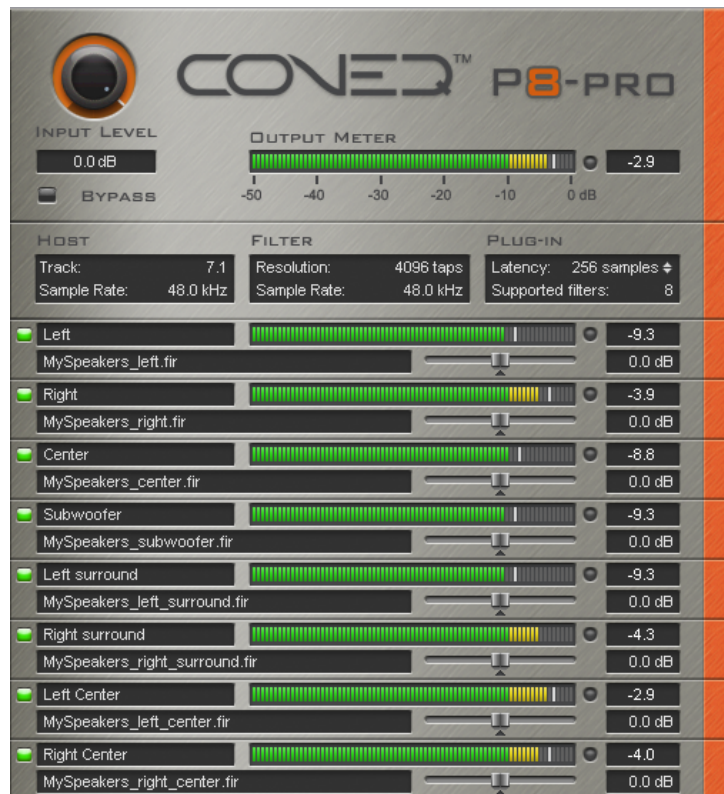 CONEQ™ P8-PRO
INPUT LEVEL
0.0 dB
BYPASS
OUTPUT METER
-2.9
-50 -40 -30 -20 -10 0 dB
HOST FILTER PLUG-IN
Track: 7.1 Resolution: 4096 taps Latency: 256 samples
Sample Rate: 48.0 kHz Sample Rate: 48.0 kHz Supported filters: 8
Left -9.3
MySpeakers_left.fir 0.0 dB
Right -3.9
MySpeakers_right.fir 0.0 dB
Center -8.8
MySpeakers_center.fir 0.0 dB
Subwoofer -9.3
MySpeakers_subwoofer.fir 0.0 dB
Left surround -9.3
MySpeakers_left_surround.fir 0.0 dB
Right surround -4.3
MySpeakers_right_surround.fir 0.0 dB
Left Center -2.9
MySpeakers_left_center.fir 0.0 dB
Right Center -4.0
MySpeakers_right_center.fir 0.0 dB